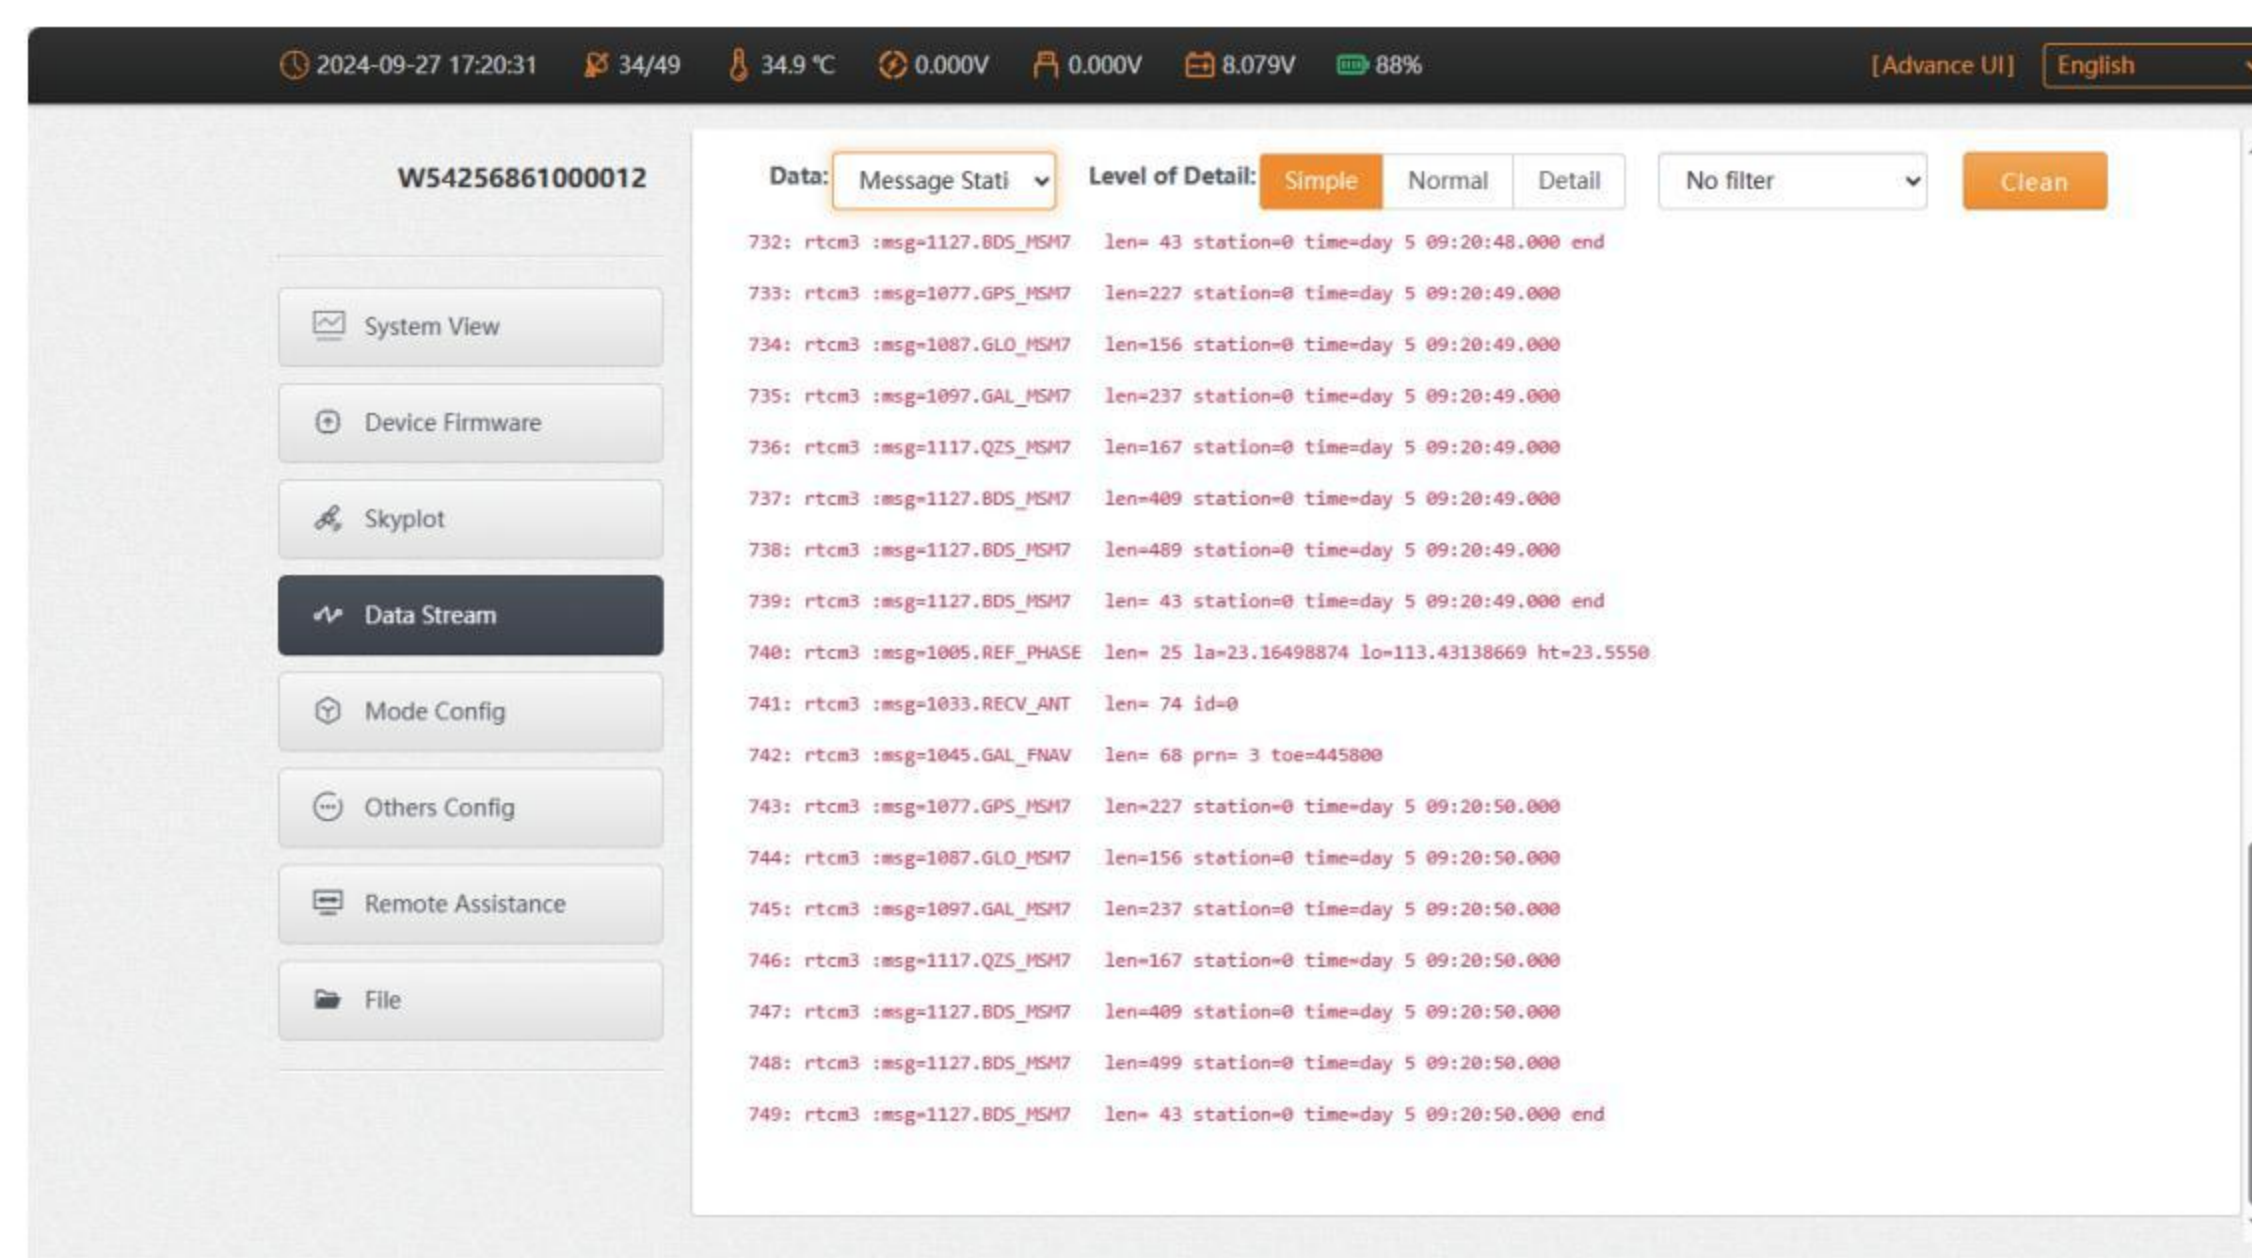 2024-09-27 17:20:31 34/49 34.9 ℃ 0.000V 0.000V 8.079V 88% [Advance UI] English
W54256861000012
System View
Device Firmware
Skyplot
Data Stream
Mode Config
Others Config
Remote Assistance
File
Data: Message Stati Level of Detail: Simple Normal Detail No filter Clean
732: rtcm3 :msg=1127.BDS_MSM7 len= 43 station=0 time=day 5 09:20:48.000 end
733: rtcm3 :msg=1077.GPS_MSM7 len=227 station=0 time=day 5 09:20:49.000
734: rtcm3 :msg=1087.GLO_MSM7 len=156 station=0 time=day 5 09:20:49.000
735: rtcm3 :msg=1097.GAL_MSM7 len=237 station=0 time=day 5 09:20:49.000
736: rtcm3 :msg=1117.QZS_MSM7 len=167 station=0 time=day 5 09:20:49.000
737: rtcm3 :msg=1127.BDS_MSM7 len=409 station=0 time=day 5 09:20:49.000
738: rtcm3 :msg=1127.BDS_MSM7 len=489 station=0 time=day 5 09:20:49.000
739: rtcm3 :msg=1127.BDS_MSM7 len= 43 station=0 time=day 5 09:20:49.000 end
740: rtcm3 :msg=1005.REF_PHASE len= 25 la=23.16498874 lo=113.43138669 ht=23.5550
741: rtcm3 :msg=1033.RECV_ANT len= 74 id=0
742: rtcm3 :msg=1045.GAL_FNAV len= 68 prn= 3 toe=445800
743: rtcm3 :msg=1077.GPS_MSM7 len=227 station=0 time=day 5 09:20:50.000
744: rtcm3 :msg=1087.GLO_MSM7 len=156 station=0 time=day 5 09:20:50.000
745: rtcm3 :msg=1097.GAL_MSM7 len=237 station=0 time=day 5 09:20:50.000
746: rtcm3 :msg=1117.QZS_MSM7 len=167 station=0 time=day 5 09:20:50.000
747: rtcm3 :msg=1127.BDS_MSM7 len=409 station=0 time=day 5 09:20:50.000
748: rtcm3 :msg=1127.BDS_MSM7 len=499 station=0 time=day 5 09:20:50.000
749: rtcm3 :msg=1127.BDS_MSM7 len= 43 station=0 time=day 5 09:20:50.000 end